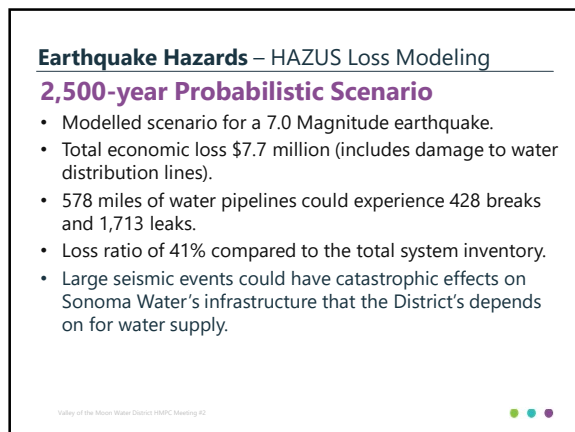 Earthquake Hazards – HAZUS Loss Modeling
2,500-year Probabilistic Scenario
• Modelled scenario for a 7.0 Magnitude earthquake.
• Total economic loss $7.7 million (includes damage to water
distribution lines).
• 578 miles of water pipelines could experience 428 breaks
and 1,713 leaks.
• Loss ratio of 41% compared to the total system inventory.
• Large seismic events could have catastrophic effects on
Sonoma Water’s infrastructure that the District’s depends
on for water supply.
Valley of the Moon Water District HMPC Meeting #2